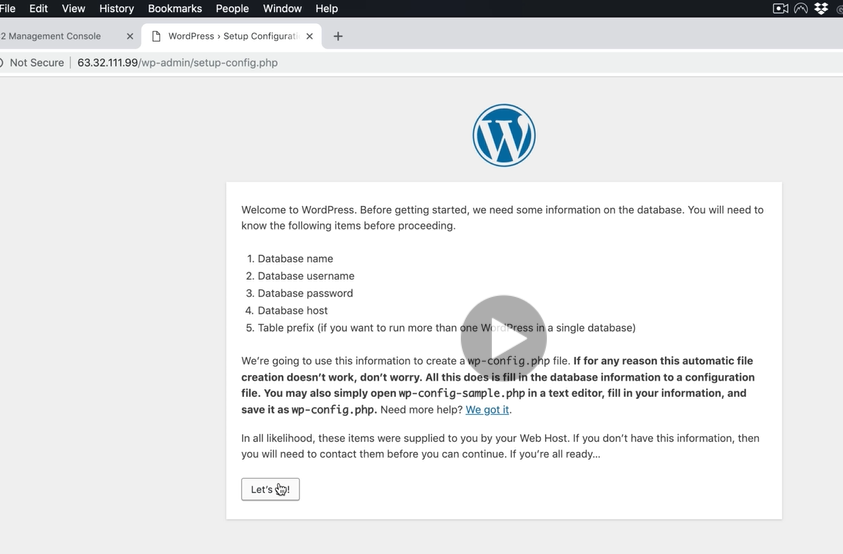 File Edit View History Bookmarks People Window Help
2 Management Console
WordPress › Setup Configurati
Not Secure 63.32.111.99/wp-admin/setup-config.php
Welcome to WordPress. Before getting started, we need some information on the database. You will need to
know the following items before proceeding.
1. Database name
2. Database username
3. Database password
4. Database host
5. Table prefix (if you want to run more than one WordPress in a single database)
We’re going to use this information to create a wp-config.php file. If for any reason this automatic file
creation doesn’t work, don’t worry. All this does is fill in the database information to a configuration
file. You may also simply open wp-config-sample.php in a text editor, fill in your information, and
save it as wp-config.php. Need more help? We got it.
In all likelihood, these items were supplied to you by your Web Host. If you don’t have this information, then
you will need to contact them before you can continue. If you’re all ready...
Let’s